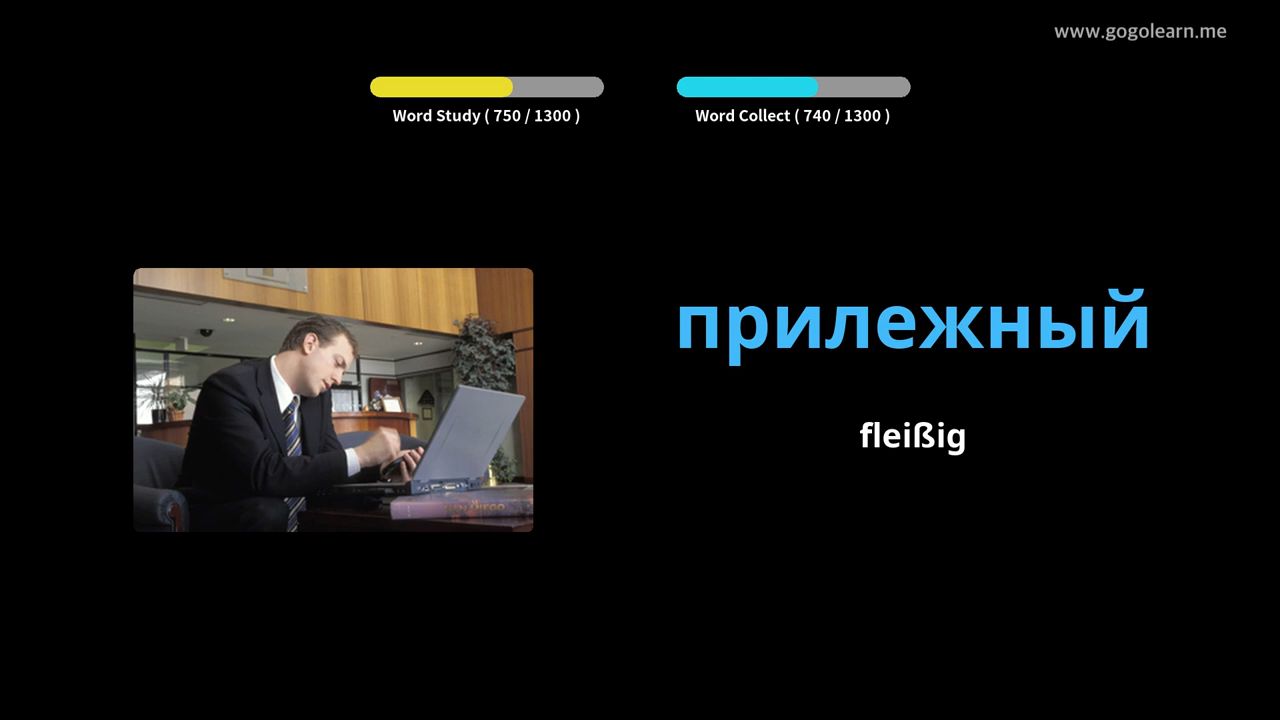 www.gogolearn.me
Word Study ( 750 / 1300 )
Word Collect ( 740 / 1300 )
прилежный
fleißig